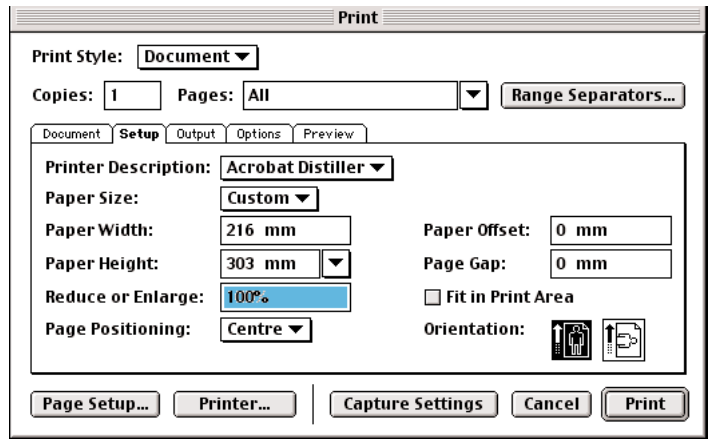 Print
Print Style: Document
Copies: 1 Pages: All Range Separators...
Document Setup Output Options Preview
Printer Description: Acrobat Distiller
Paper Size: Custom
Paper Width: 216 mm Paper Offset: 0 mm
Paper Height: 303 mm Page Gap: 0 mm
Reduce or Enlarge: 100% Fit in Print Area
Page Positioning: Centre Orientation:
Page Setup... Printer... Capture Settings Cancel Print